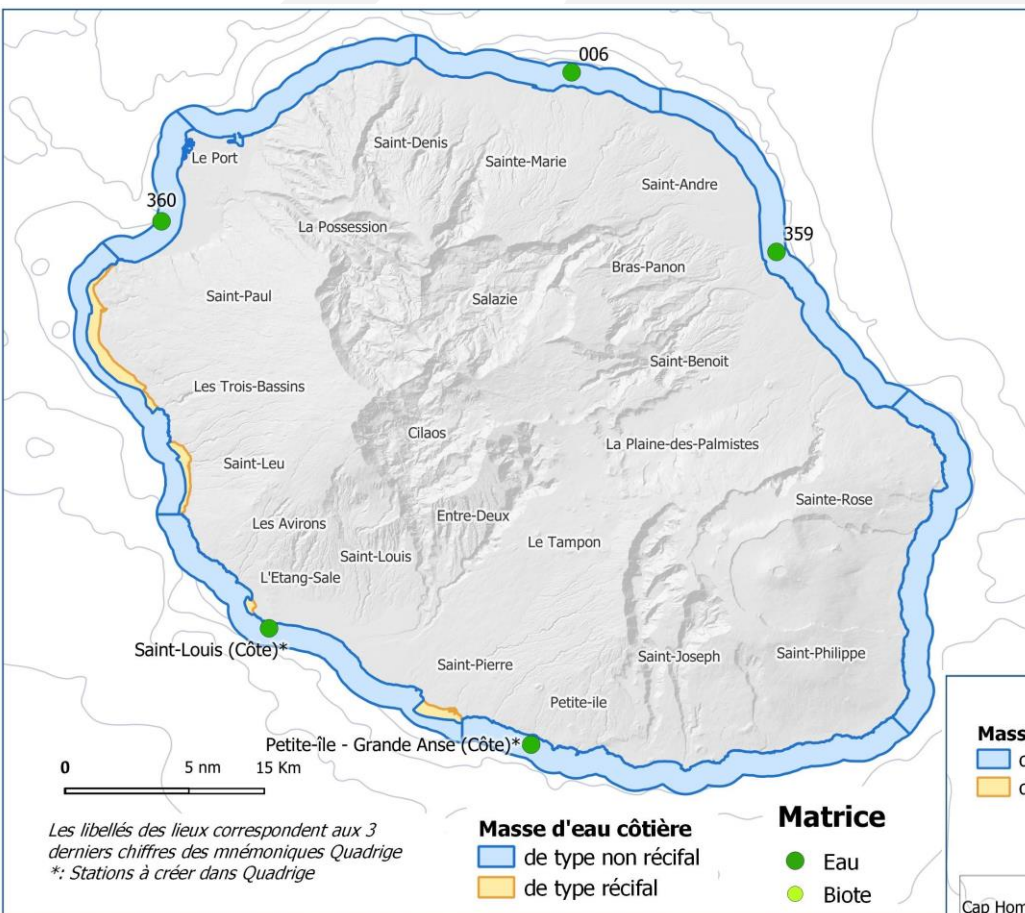 006
Saint-Denis
Le Port
Sainte-Marie
Saint-Andre
360
La Possession
359
Bras-Panon
Saint-Paul
Salazie
Saint-Benoit
Les Trois-Bassins
Cilaos
La Plaine-des-Palmistes
Saint-Leu
Sainte-Rose
Les Avirons
Entre-Deux
Le Tampon
Saint-Louis
L'Etang-Sale
Saint-Louis (Côte)*
Saint-Pierre
Saint-Joseph
Saint-Philippe
Petite-ile
Petite-île - Grande Anse (Côte)*
0 5 nm 15 Km
Les libellés des lieux correspondent aux 3
derniers chiffres des mnémoniques Quadrige
*: Stations à créer dans Quadrige
Masse d'eau côtière
de type non récifal
de type récifal
Matrice
Eau
Biote
Mass
d
d
Cap Hom